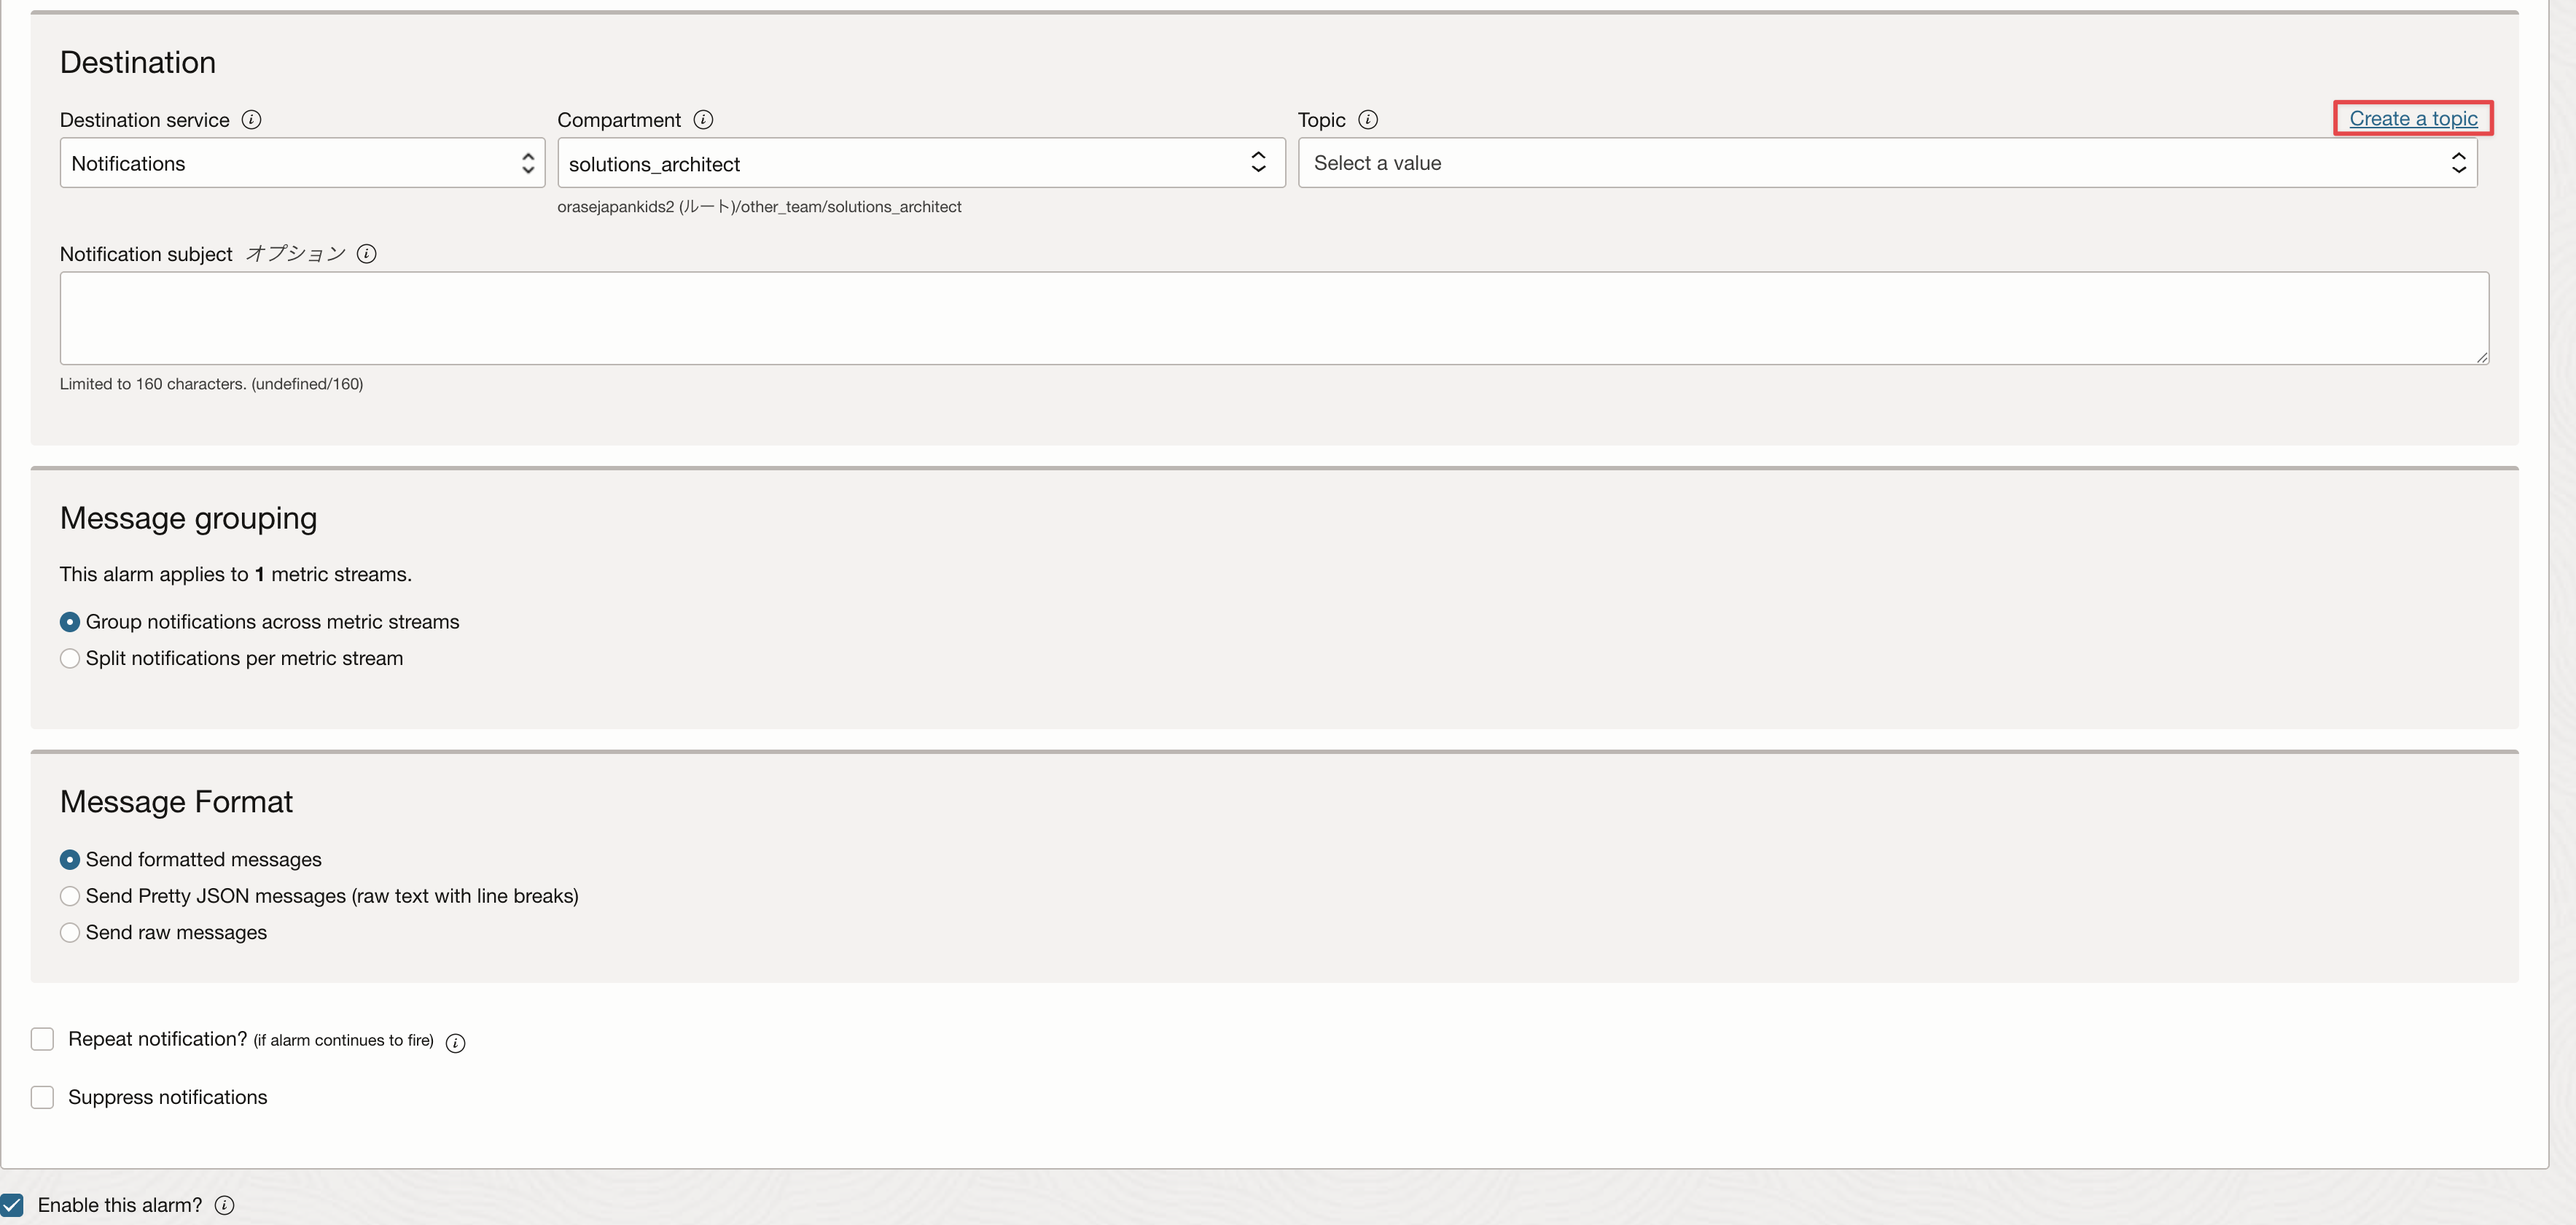 Destination
Destination service
Compartment
Topic
Create a topic
Notifications
solutions_architect
Select a value
orasejapankids2 (ルート)/other_team/solutions_architect
Notification subject オプション
Limited to 160 characters. (undefined/160)
Message grouping
This alarm applies to 1 metric streams.
Group notifications across metric streams
Split notifications per metric stream
Message Format
Send formatted messages
Send Pretty JSON messages (raw text with line breaks)
Send raw messages
Repeat notification? (if alarm continues to fire)
Suppress notifications
Enable this alarm?